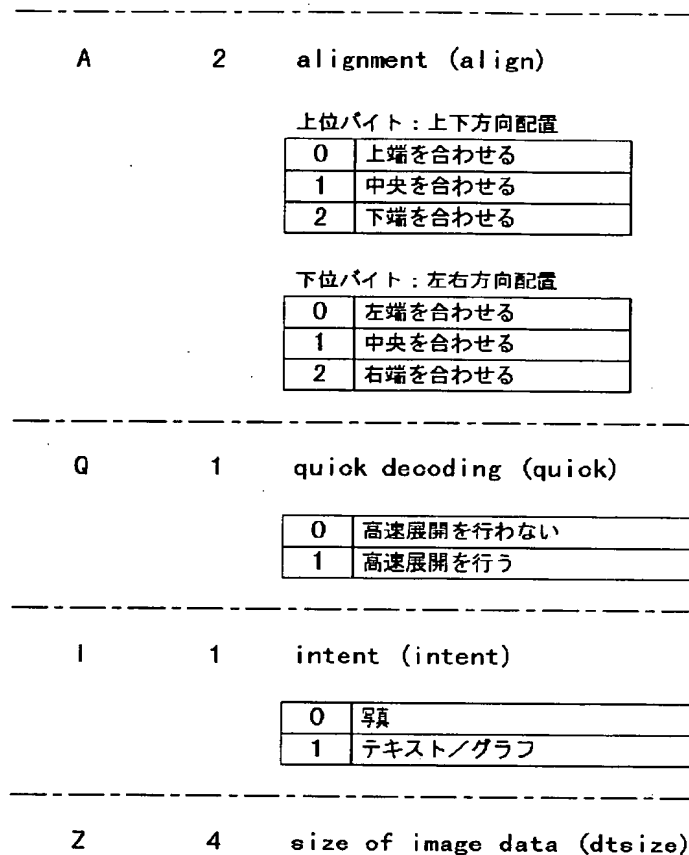 A 2 alignment (align)
上位バイト：上下方向配置
0 上端を合わせる
1 中央を合わせる
2 下端を合わせる
下位バイト：左右方向配置
0 左端を合わせる
1 中央を合わせる
2 右端を合わせる
Q 1 quick decoding (quick)
0 高速展開を行わない
1 高速展開を行う
I 1 intent (intent)
0 写真
1 テキスト／グラフ
Z 4 size of image data (dtsize)